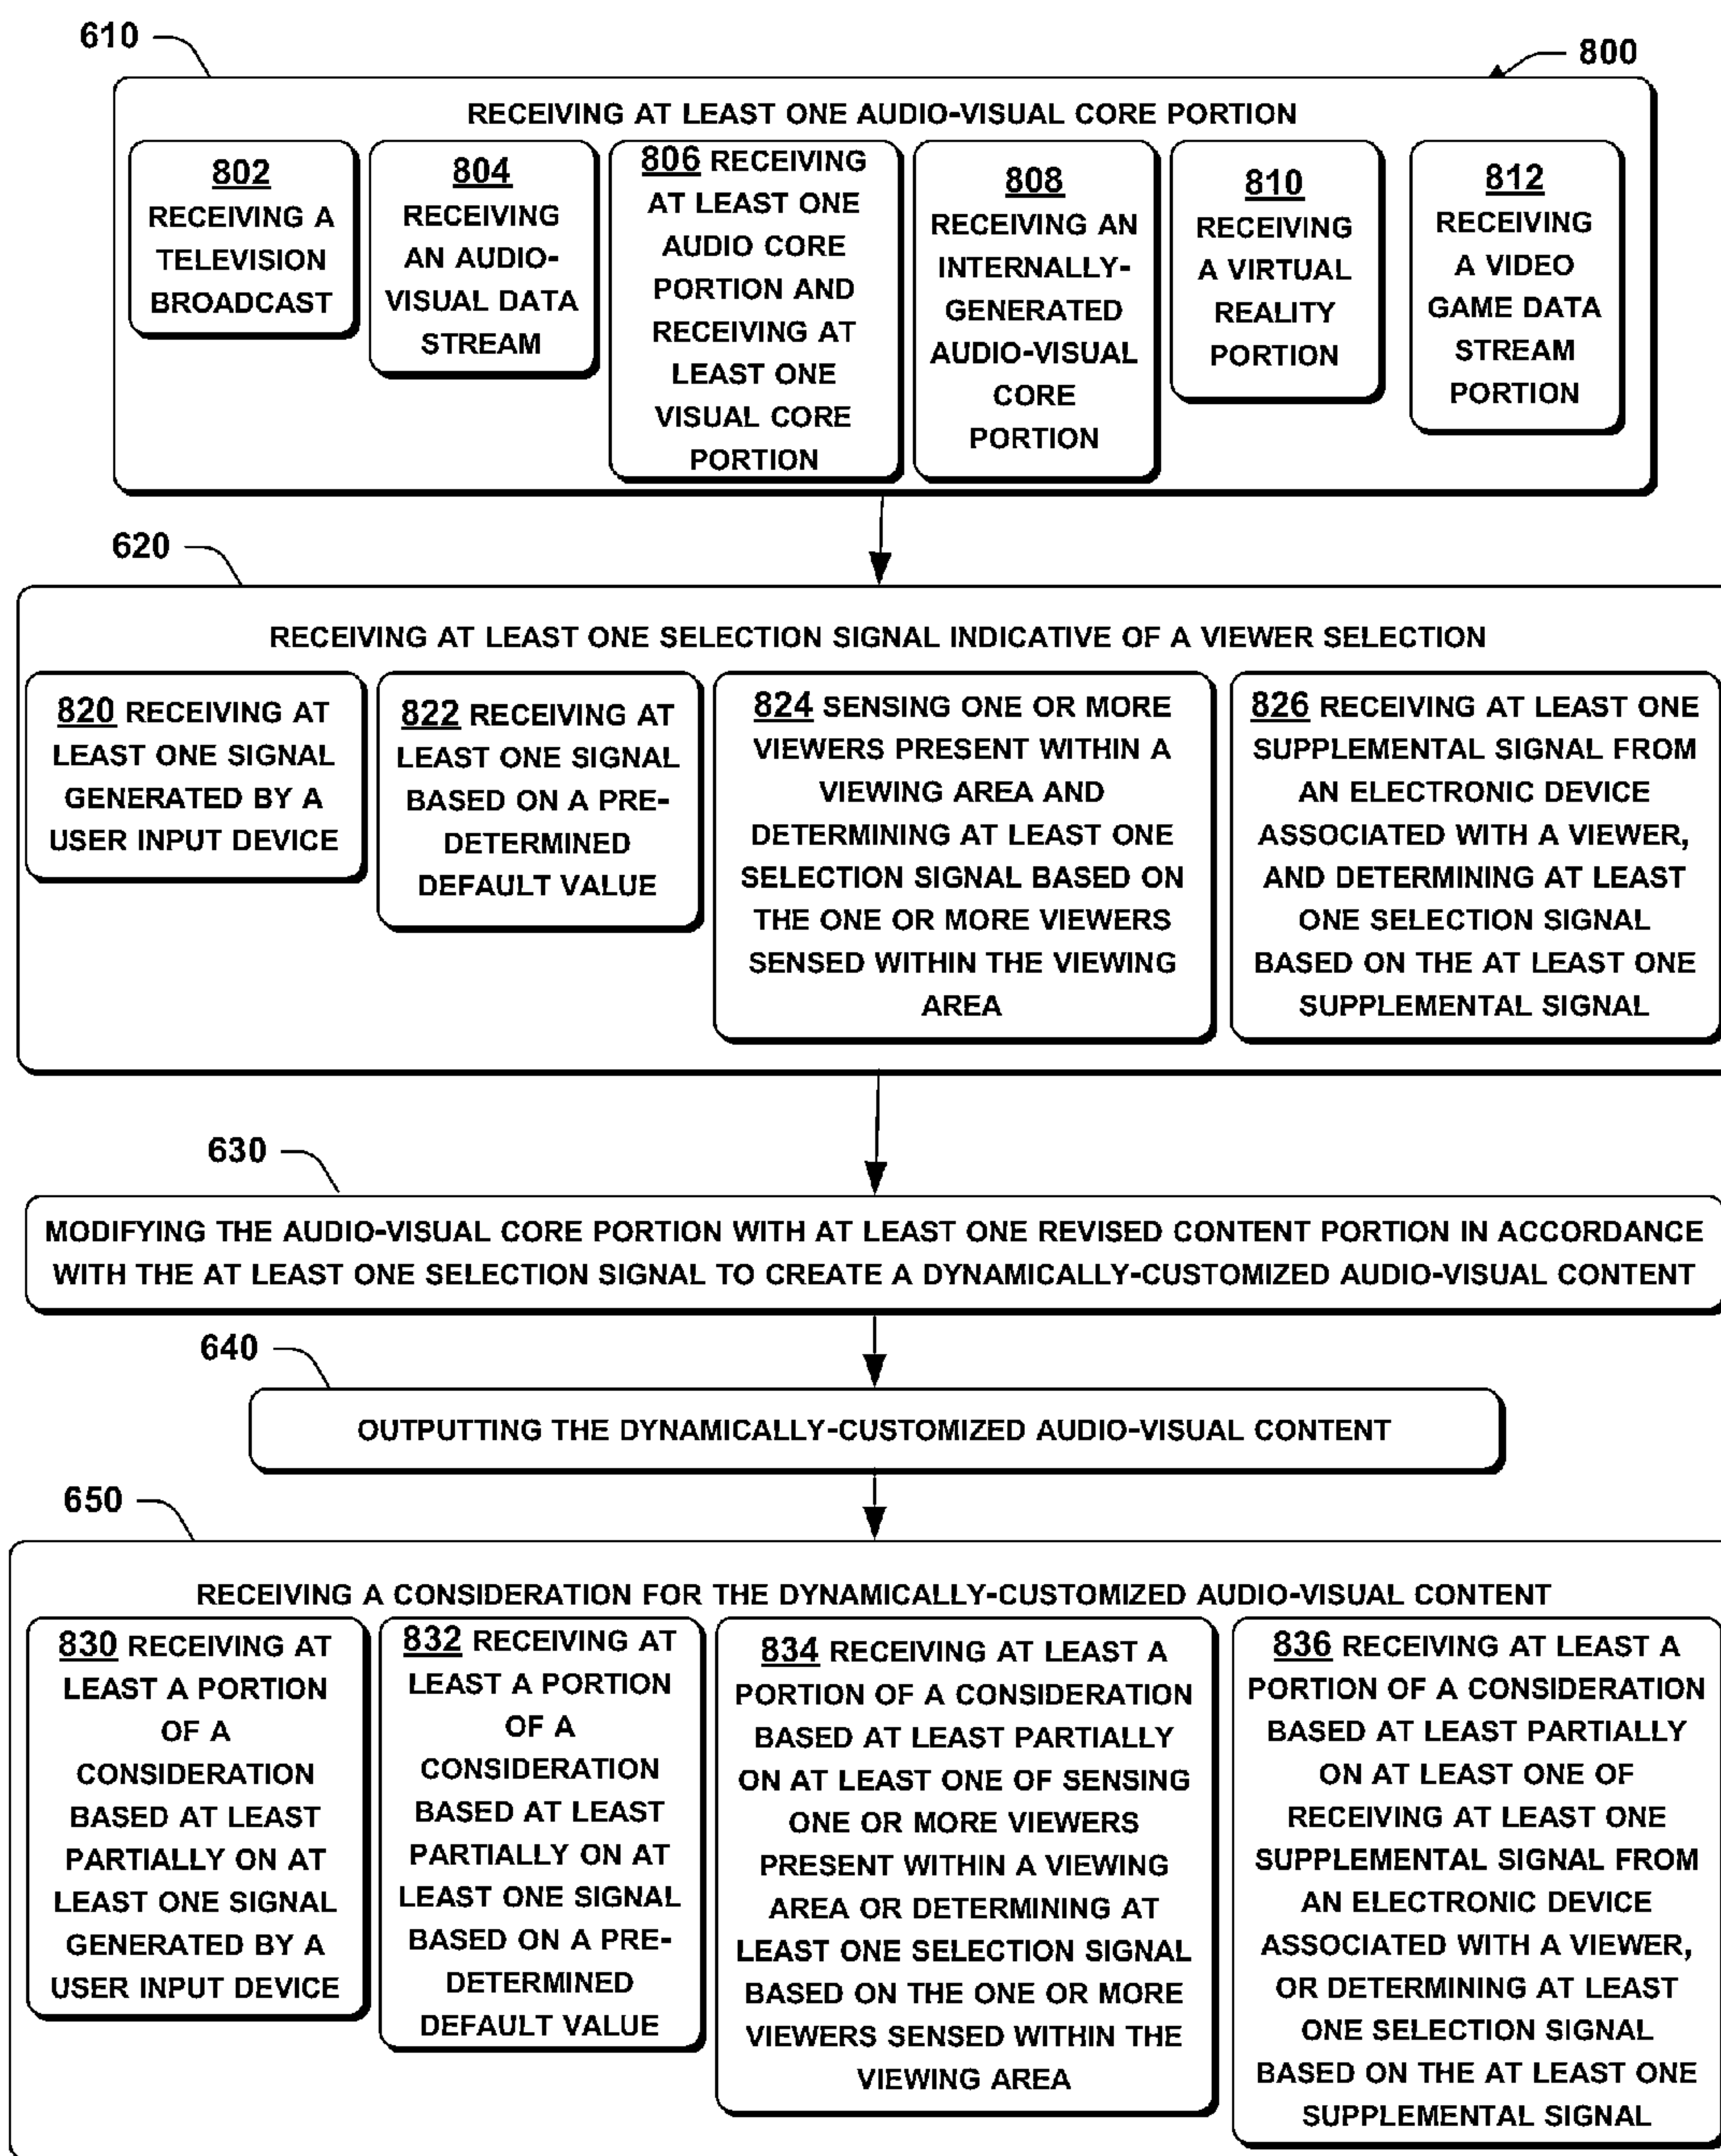 610
800
RECEIVING AT LEAST ONE AUDIO-VISUAL CORE PORTION
802
RECEIVING A
TELEVISION
BROADCAST
804
RECEIVING
AN AUDIO-
VISUAL DATA
STREAM
806 RECEIVING
AT LEAST ONE
AUDIO CORE
PORTION AND
RECEIVING AT
LEAST ONE
VISUAL CORE
PORTION
808
RECEIVING AN
INTERNALLY-
GENERATED
AUDIO-VISUAL
CORE
PORTION
810
RECEIVING
A VIRTUAL
REALITY
PORTION
812
RECEIVING
A VIDEO
GAME DATA
STREAM
PORTION
620
RECEIVING AT LEAST ONE SELECTION SIGNAL INDICATIVE OF A VIEWER SELECTION
820 RECEIVING AT
LEAST ONE SIGNAL
GENERATED BY A
USER INPUT DEVICE
822 RECEIVING AT
LEAST ONE SIGNAL
BASED ON A PRE-
DETERMINED
DEFAULT VALUE
824 SENSING ONE OR MORE
VIEWERS PRESENT WITHIN A
VIEWING AREA AND
DETERMINING AT LEAST ONE
SELECTION SIGNAL BASED ON
THE ONE OR MORE VIEWERS
SENSED WITHIN THE VIEWING
AREA
826 RECEIVING AT LEAST ONE
SUPPLEMENTAL SIGNAL FROM
AN ELECTRONIC DEVICE
ASSOCIATED WITH A VIEWER,
AND DETERMINING AT LEAST
ONE SELECTION SIGNAL
BASED ON THE AT LEAST ONE
SUPPLEMENTAL SIGNAL
630
MODIFYING THE AUDIO-VISUAL CORE PORTION WITH AT LEAST ONE REVISED CONTENT PORTION IN ACCORDANCE
WITH THE AT LEAST ONE SELECTION SIGNAL TO CREATE A DYNAMICALLY-CUSTOMIZED AUDIO-VISUAL CONTENT
640
OUTPUTTING THE DYNAMICALLY-CUSTOMIZED AUDIO-VISUAL CONTENT
650
RECEIVING A CONSIDERATION FOR THE DYNAMICALLY-CUSTOMIZED AUDIO-VISUAL CONTENT
830 RECEIVING AT
LEAST A PORTION
OF A
CONSIDERATION
BASED AT LEAST
PARTIALLY ON AT
LEAST ONE SIGNAL
GENERATED BY A
USER INPUT DEVICE
832 RECEIVING AT
LEAST A PORTION
OF A
CONSIDERATION
BASED AT LEAST
PARTIALLY ON AT
LEAST ONE SIGNAL
BASED ON A PRE-
DETERMINED
DEFAULT VALUE
834 RECEIVING AT LEAST A
PORTION OF A CONSIDERATION
BASED AT LEAST PARTIALLY
ON AT LEAST ONE OF SENSING
ONE OR MORE VIEWERS
PRESENT WITHIN A VIEWING
AREA OR DETERMINING AT
LEAST ONE SELECTION SIGNAL
BASED ON THE ONE OR MORE
VIEWERS SENSED WITHIN THE
VIEWING AREA
836 RECEIVING AT LEAST A
PORTION OF A CONSIDERATION
BASED AT LEAST PARTIALLY
ON AT LEAST ONE OF
RECEIVING AT LEAST ONE
SUPPLEMENTAL SIGNAL FROM
AN ELECTRONIC DEVICE
ASSOCIATED WITH A VIEWER,
OR DETERMINING AT LEAST
ONE SELECTION SIGNAL
BASED ON THE AT LEAST ONE
SUPPLEMENTAL SIGNAL